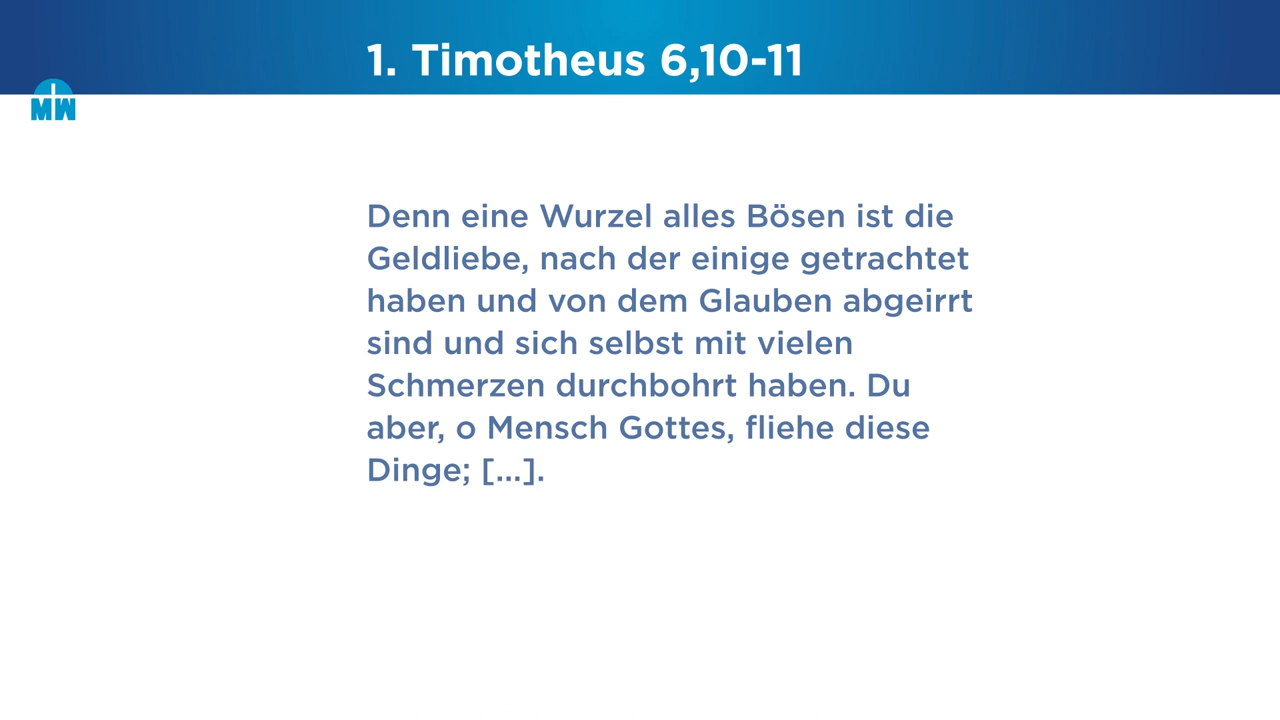 1. Timotheus 6,10-11
MW
Denn eine Wurzel alles Bösen ist die
Geldliebe, nach der einige getrachtet
haben und von dem Glauben abgeirrt
sind und sich selbst mit vielen
Schmerzen durchbohrt haben. Du
aber, o Mensch Gottes, fliehe diese
Dinge; [...].